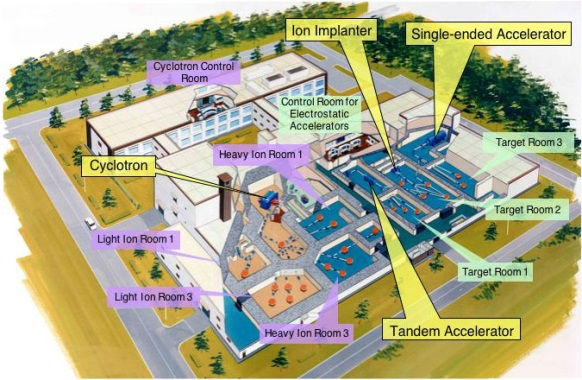 Ion Implanter
Single-ended Accelerator
Cyclotron Control
Room
Control Room for
Electrostatic
Accelerators
Target Room 3
Heavy Ion Room 1
Cyclotron
Target Room 2
Light Ion Room 1
Target Room 1
Light Ion Room 3
Heavy Ion Room 3
Tandem Accelerator